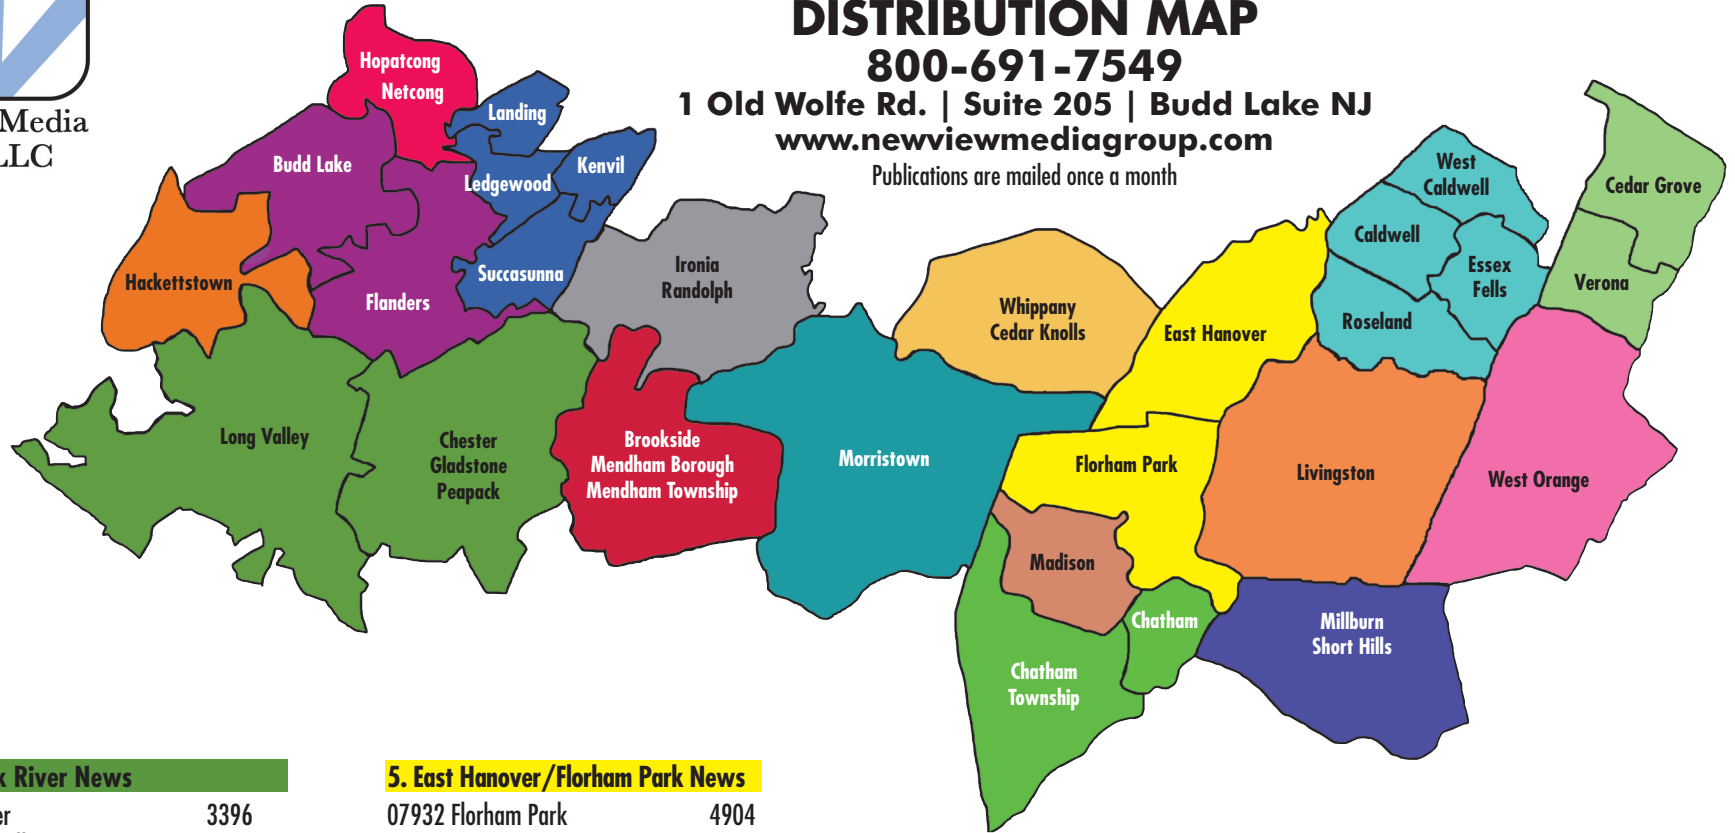 Media
LLC
DISTRIBUTION MAP
800-691-7549
1 Old Wolfe Rd. | Suite 205 | Budd Lake NJ
www.newviewmediagroup.com
Publications are mailed once a month
Hopatcong
Netcong
Landing
Budd Lake
Ledgewood
Kenvil
Hackettstown
Flanders
Succasunna
Ironia
Randolph
Whippany
Cedar Knolls
East Hanover
West
Caldwell
Caldwell
Essex
Fells
Roseland
Cedar Grove
Verona
Long Valley
Chester
Gladstone
Peapack
Brookside
Mendham Borough
Mendham Township
Morristown
Florham Park
Livingston
West Orange
Madison
Chatham
Chatham
Township
Millburn
Short Hills
River News
3396
5. East Hanover/Florham Park News
07932 Florham Park 4904